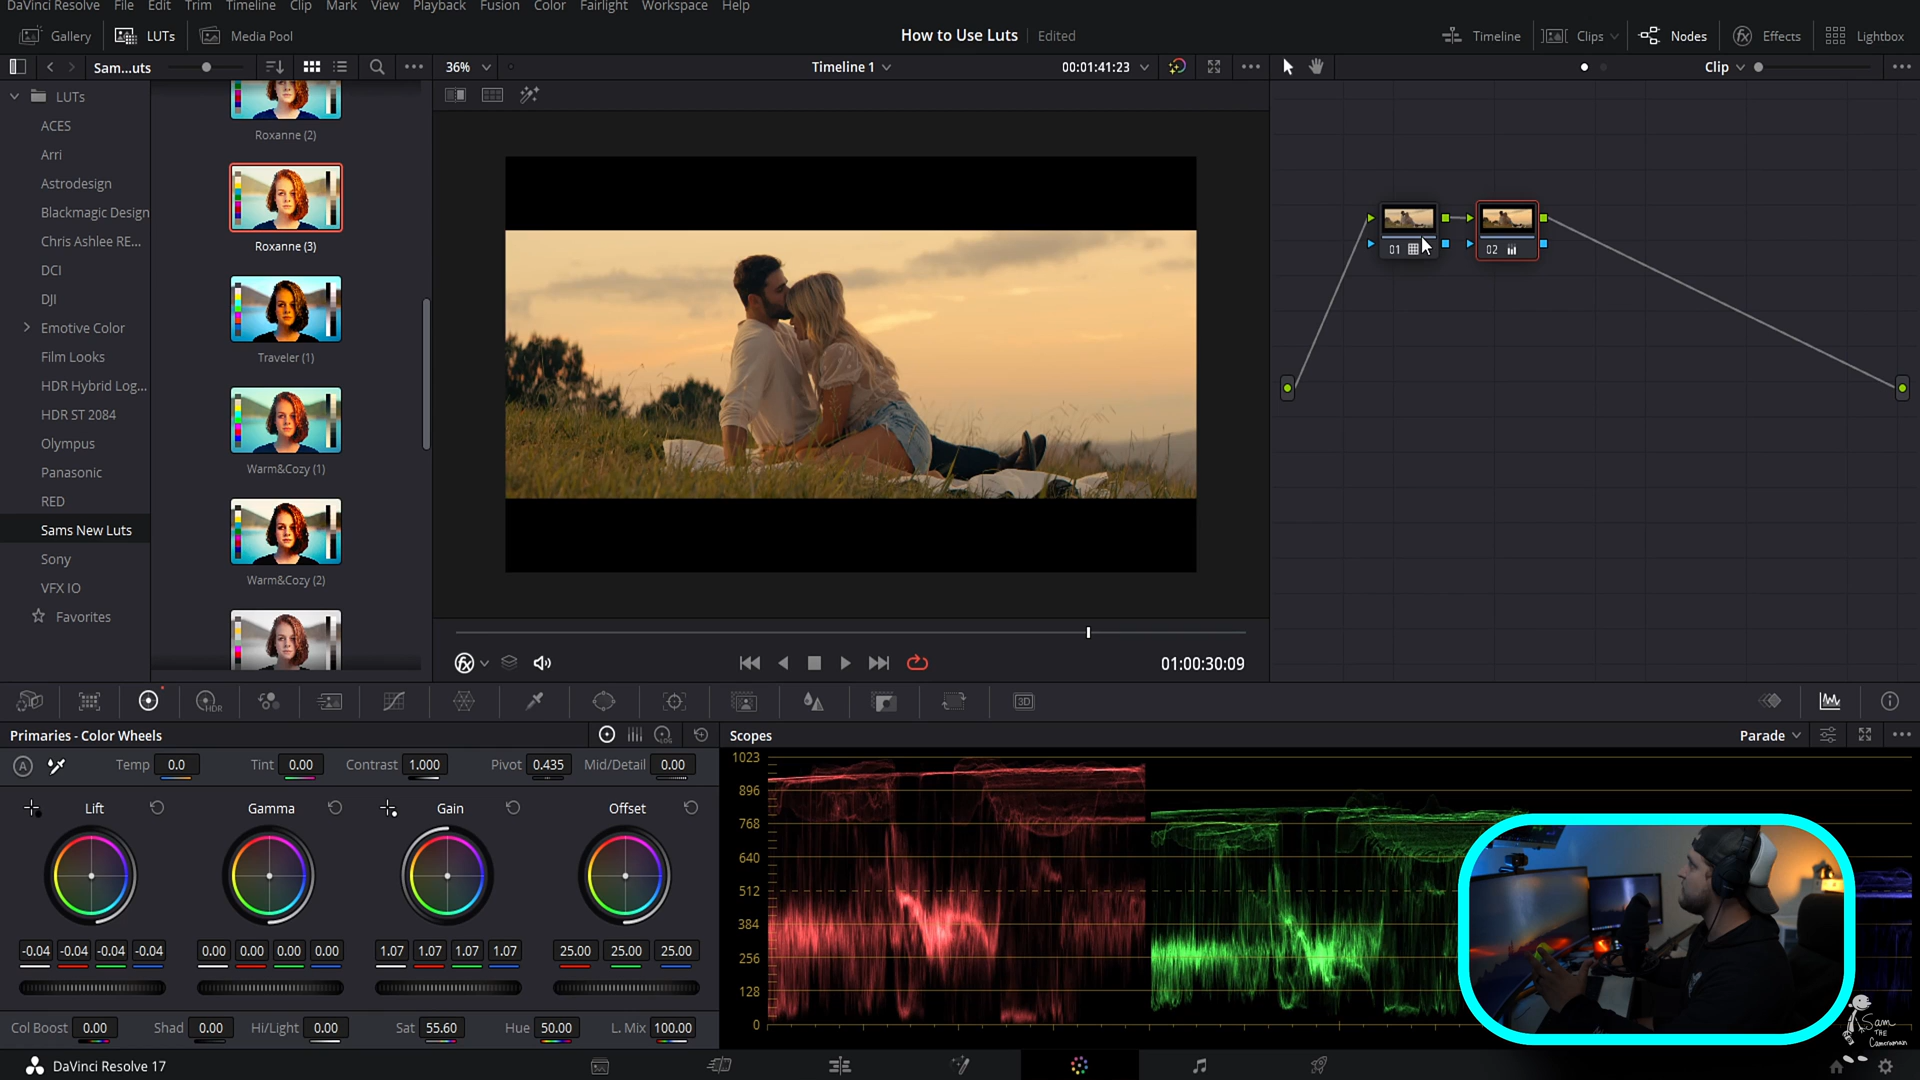 DaVinci Resolve File Edit Trim Timeline Clip Mark View Playback Fusion Color Fairlight Workspace Help
Gallery LUTs Media Pool How to Use Luts Edited Timeline Clips Nodes Effects Lightbox
Sam...uts 36% Timeline 1 00:01:41:23 Clip
LUTs
ACES
Arri
Astrodesign
Blackmagic Design
Chris Ashlee RE...
DCI
DJI
Emotive Color
Film Looks
HDR Hybrid Log...
HDR ST 2084
Olympus
Panasonic
RED
Sams New Luts
Sony
VFX IO
Favorites
Roxanne (2)
Roxanne (3)
Traveler (1)
Warm&Cozy (1)
Warm&Cozy (2)
01 02
01:00:30:09
HDR
LOG
3D
Primaries - Color Wheels
A Temp 0.0 Tint 0.00 Contrast 1.000 Pivot 0.435 Mid/Detail 0.00
Lift Gamma Gain Offset
-0.04 -0.04 -0.04 -0.04 0.00 0.00 0.00 0.00 1.07 1.07 1.07 1.07 25.00 25.00 25.00
Col Boost 0.00 Shad 0.00 Hi/Light 0.00 Sat 55.60 Hue 50.00 L. Mix 100.00
Scopes Parade
1023
896
768
640
512
384
256
128
0
Sam
THE
Cameraman
DaVinci Resolve 17